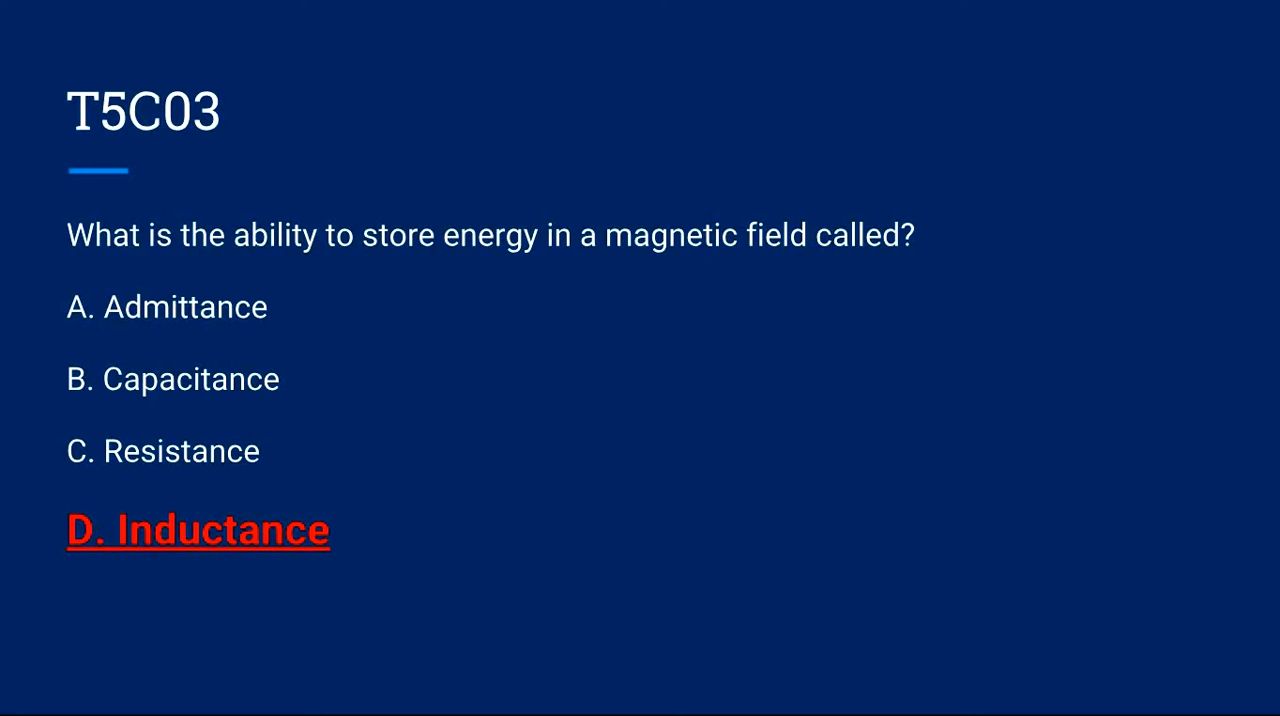 T5C03
What is the ability to store energy in a magnetic field called?
A. Admittance
B. Capacitance
C. Resistance
D. Inductance